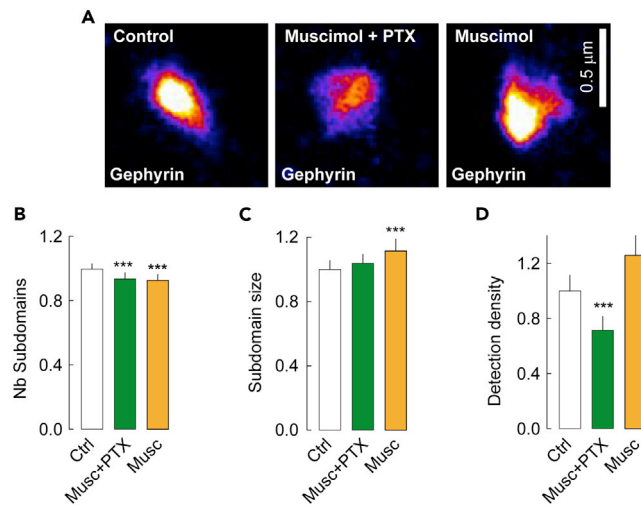 A
Control
Muscimol + PTX
Muscimol
0.5 μm
Gephyrin
Gephyrin
Gephyrin
B
Nb Subdomains
1.2
0.8
0.4
0.0
***
***
Ctrl
Musc+PTX
Musc
C
Subdomain size
1.2
0.8
0.4
0.0
***
Ctrl
Musc+PTX
Musc
D
Detection density
1.2
0.8
0.4
0.0
***
Ctrl
Musc+PTX
Musc